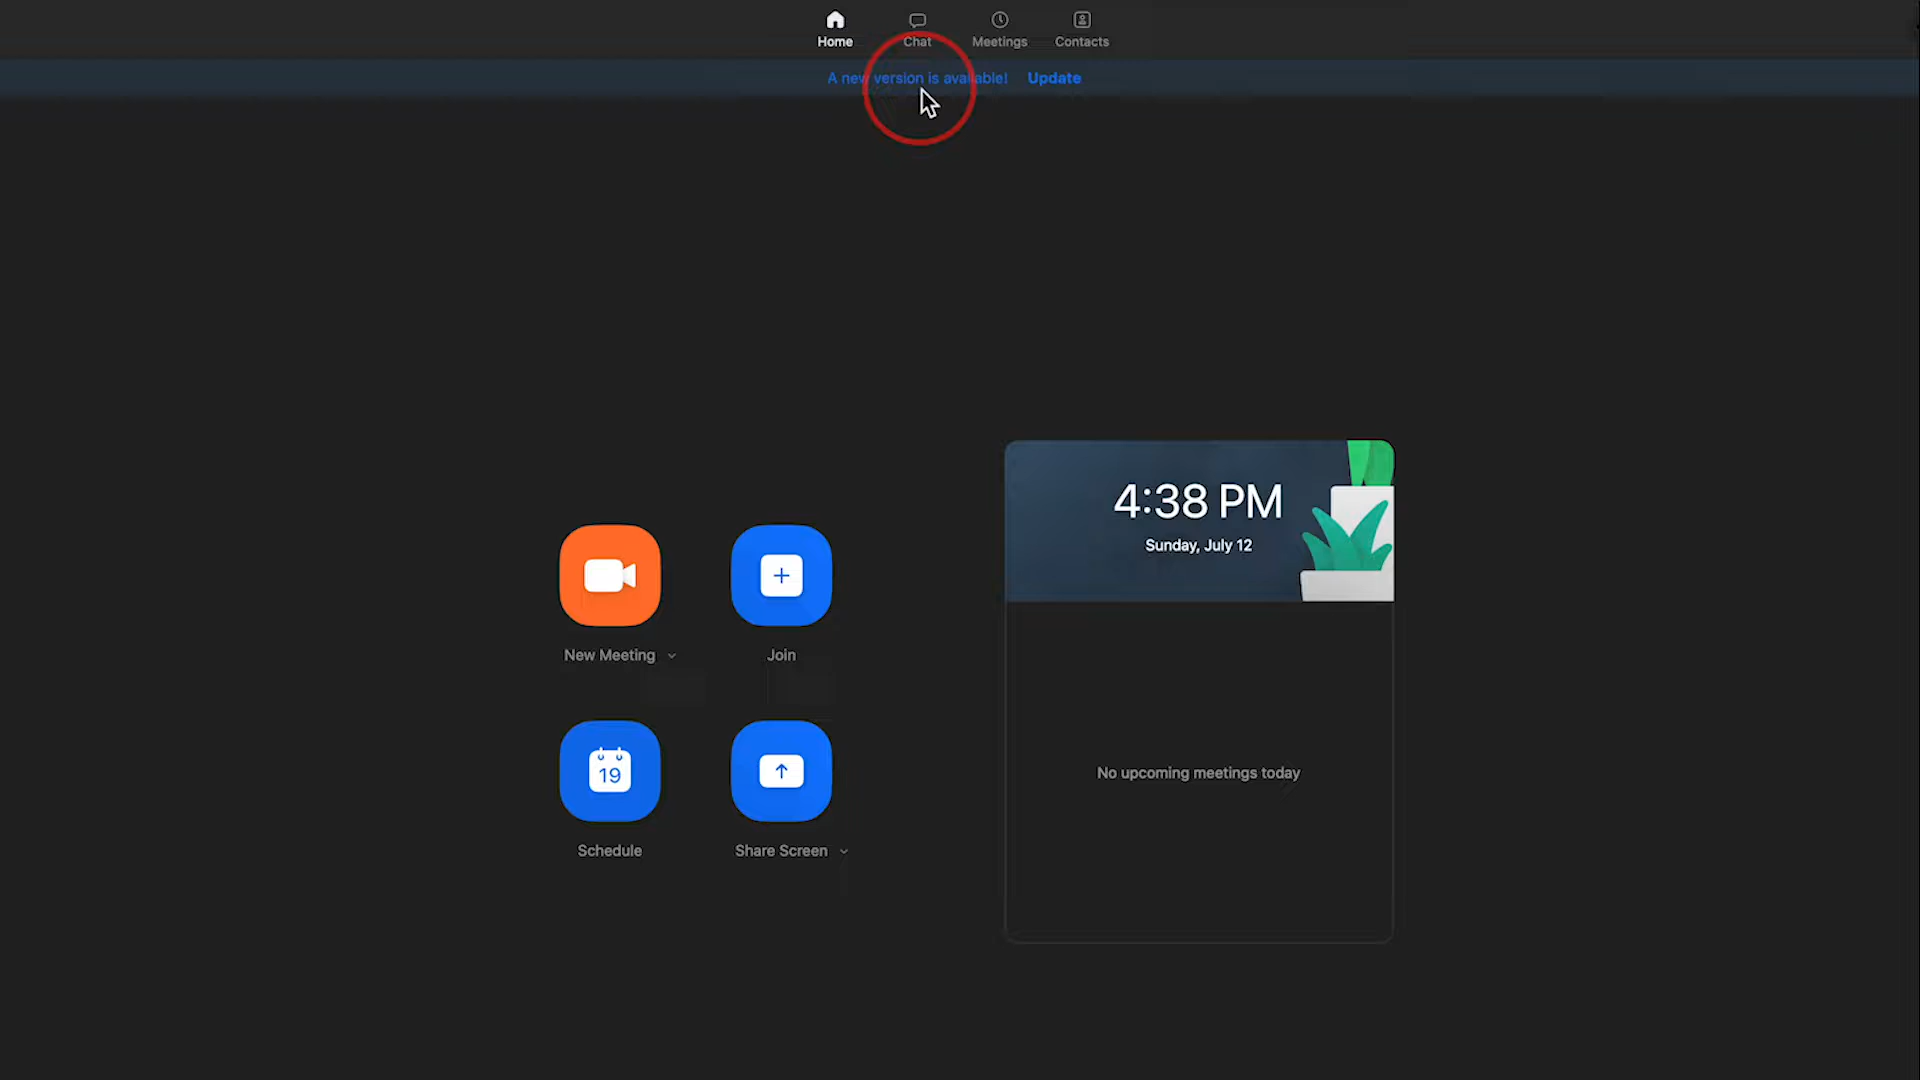 Home Chat Meetings Contacts
A new version is available! Update
4:38 PM
Sunday, July 12
New Meeting
Join
19
Schedule
Share Screen
No upcoming meetings today